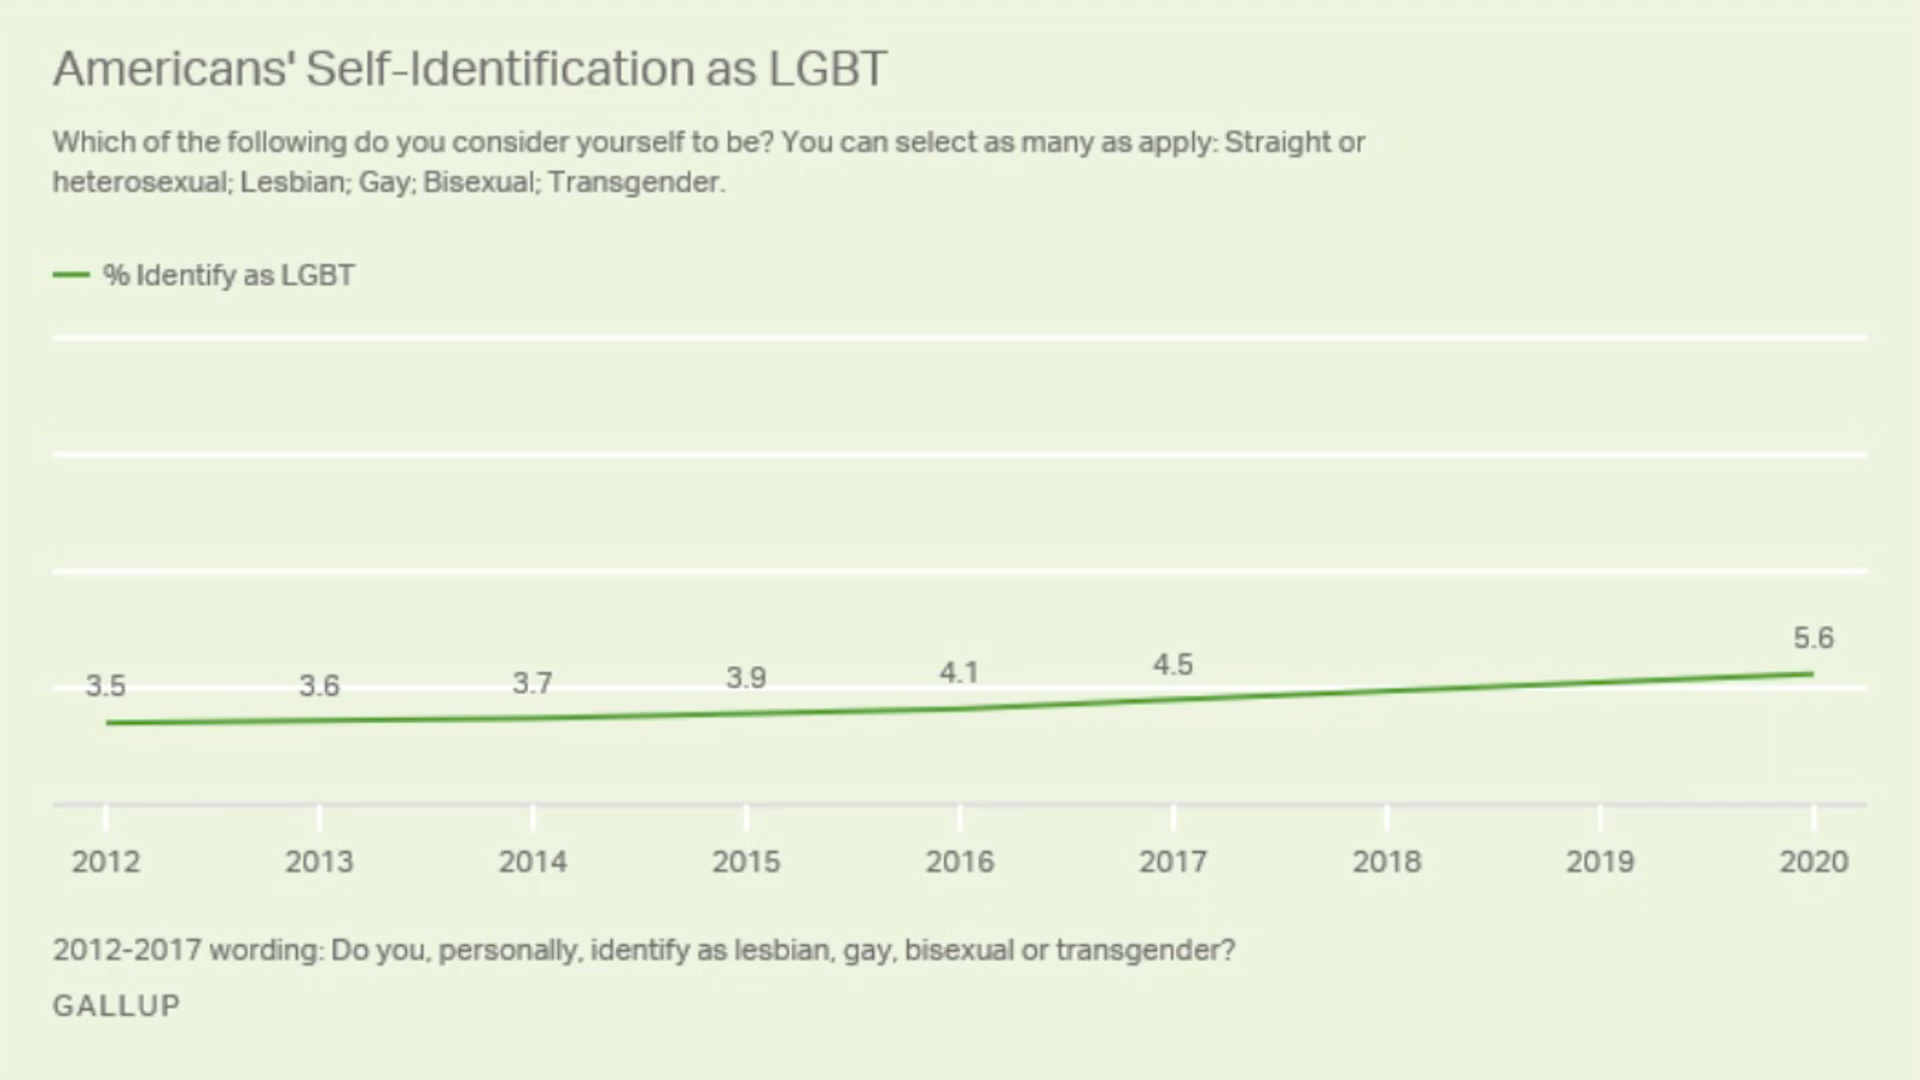 Americans' Self-Identification as LGBT
Which of the following do you consider yourself to be? You can select as many as apply: Straight or
heterosexual; Lesbian; Gay; Bisexual; Transgender.
% Identify as LGBT
3.5 3.6 3.7 3.9 4.1 4.5 5.6
2012 2013 2014 2015 2016 2017 2018 2019 2020
2012-2017 wording: Do you, personally, identify as lesbian, gay, bisexual or transgender?
GALLUP